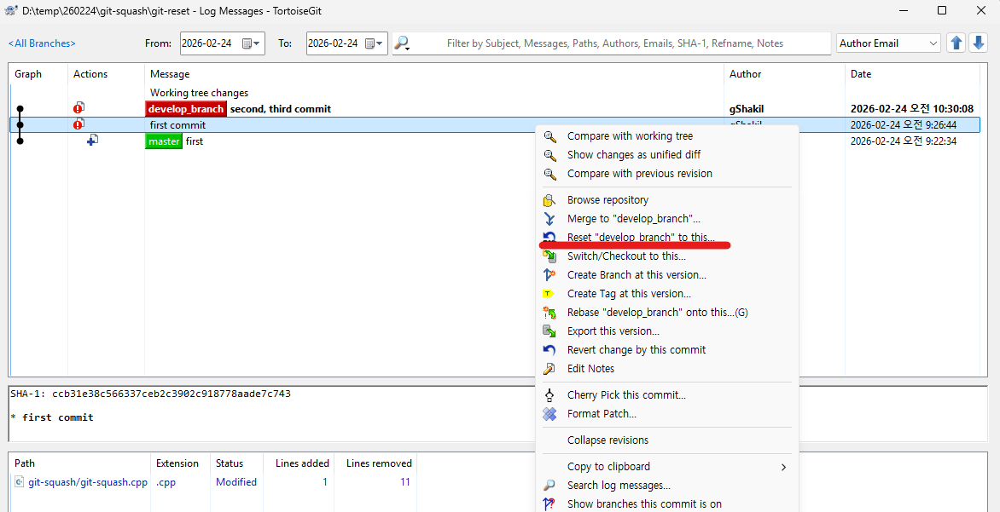 D:\temp\260224\git-squash\git-reset - Log Messages - TortoiseGit
<All Branches> From: 2026-02-24 To: 2026-02-24 Filter by Subject, Messages, Paths, Authors, Emails, SHA-1, Refname, Notes Author Email
Graph Actions Message Author Date
Working tree changes
develop_branch second, third commit gShakil 2026-02-24 오전 10:30:08
first commit gShakil 2026-02-24 오전 9:26:44
master first 2026-02-24 오전 9:22:34
Compare with working tree
Show changes as unified diff
Compare with previous revision
Browse repository
Merge to "develop_branch"...
Reset "develop_branch" to this...
Switch/Checkout to this...
Create Branch at this version...
Create Tag at this version...
Rebase "develop_branch" onto this...(G)
Export this version...
Revert change by this commit
Edit Notes
Cherry Pick this commit...
Format Patch...
Collapse revisions
Copy to clipboard
Search log messages...
Show branches this commit is on
SHA-1: ccb31e38c566337ceb2c3902c918778aade7c743
* first commit
Path Extension Status Lines added Lines removed
git-squash/git-squash.cpp .cpp Modified 1 11